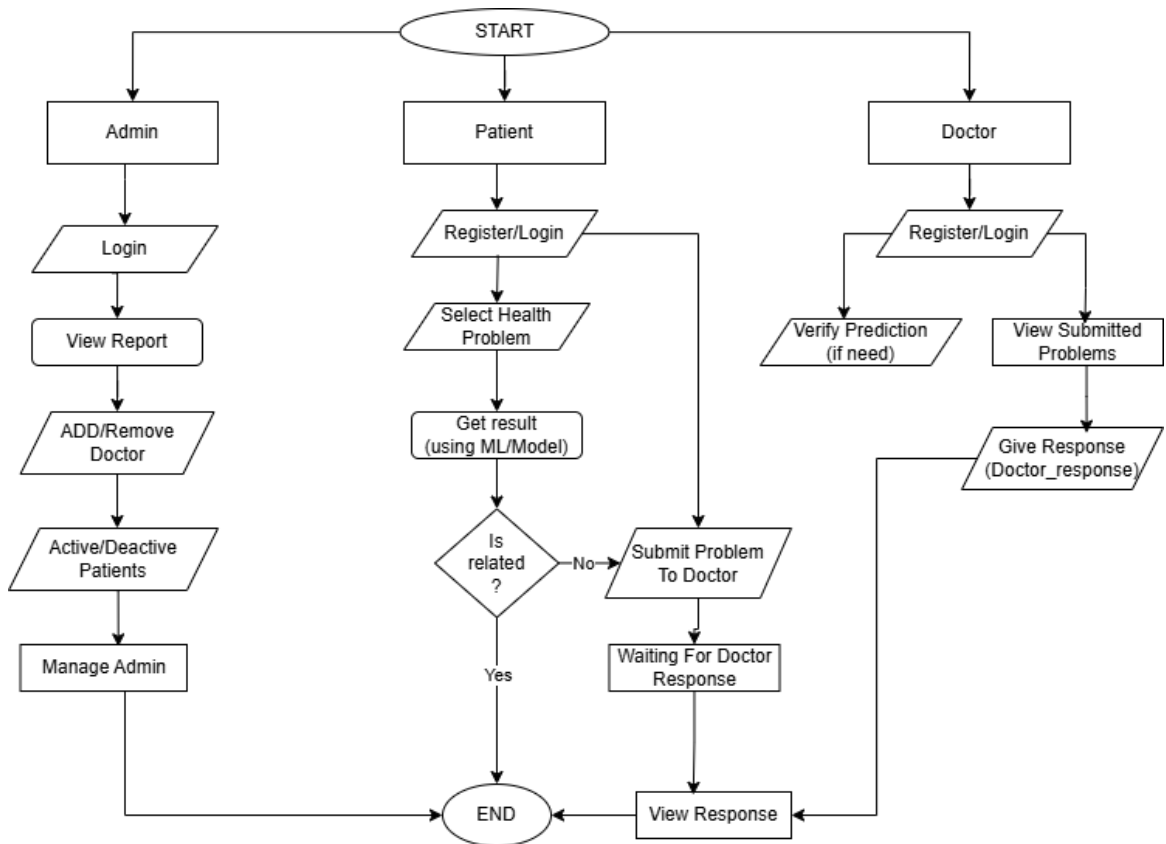 START
Admin
Patient
Doctor
Login
Register/Login
Register/Login
View Report
Select Health
Problem
Verify Prediction
(if need)
View Submitted
Problems
ADD/Remove
Doctor
Get result
(using ML/Model)
Give Response
(Doctor_response)
Active/Deactive
Patients
Is
related
?
No
Submit Problem
To Doctor
Manage Admin
Yes
Waiting For Doctor
Response
END
View Response